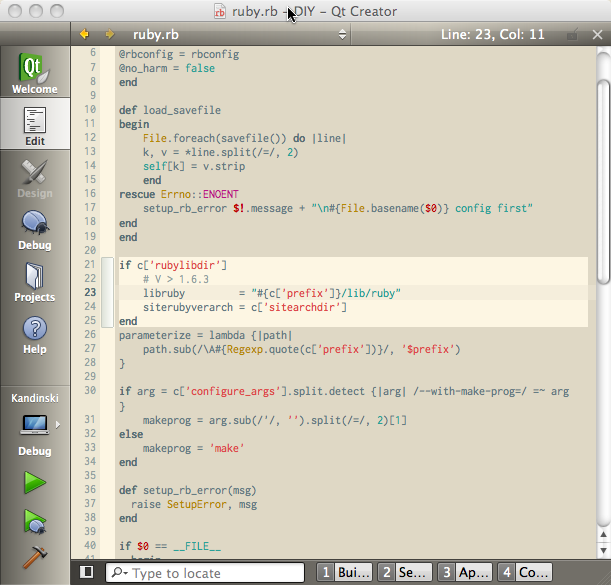 ruby.rb - DIY - Qt Creator
ruby.rb
Line: 23, Col: 11
Qt
Welcome
Edit
Design
Debug
Projects
Help
Kandinski
Debug
6 @rbconfig = rbconfig
7 @no_harm = false
8 end
9
10 def load_savefile
11 begin
12 File.foreach(savefile()) do |line|
13 k, v = *line.split(/=/, 2)
14 self[k] = v.strip
15 end
16 rescue Errno::ENOENT
17 setup_rb_error $!.message + "\n#{File.basename($0)} config first"
18 end
19 end
20
21 if c['rubylibdir']
22 # V > 1.6.3
23 libruby = "#{c['prefix']}/lib/ruby"
24 siterubyverarch = c['sitearchdir']
25 end
26 parameterize = lambda {|path|
27 path.sub(/\A#{Regexp.quote(c['prefix'])}/, '$prefix')
28 }
29
30 if arg = c['configure_args'].split.detect {|arg| /--with-make-prog=/ =~ arg
}
31 makeprog = arg.sub(/'/, '').split(/=/, 2)[1]
32 else
33 makeprog = 'make'
34 end
35
36 def setup_rb_error(msg)
37 raise SetupError, msg
38 end
39
40 if $0 == __FILE__
Type to locate
1 Bui...
2 Se...
3 Ap...
4 Co...